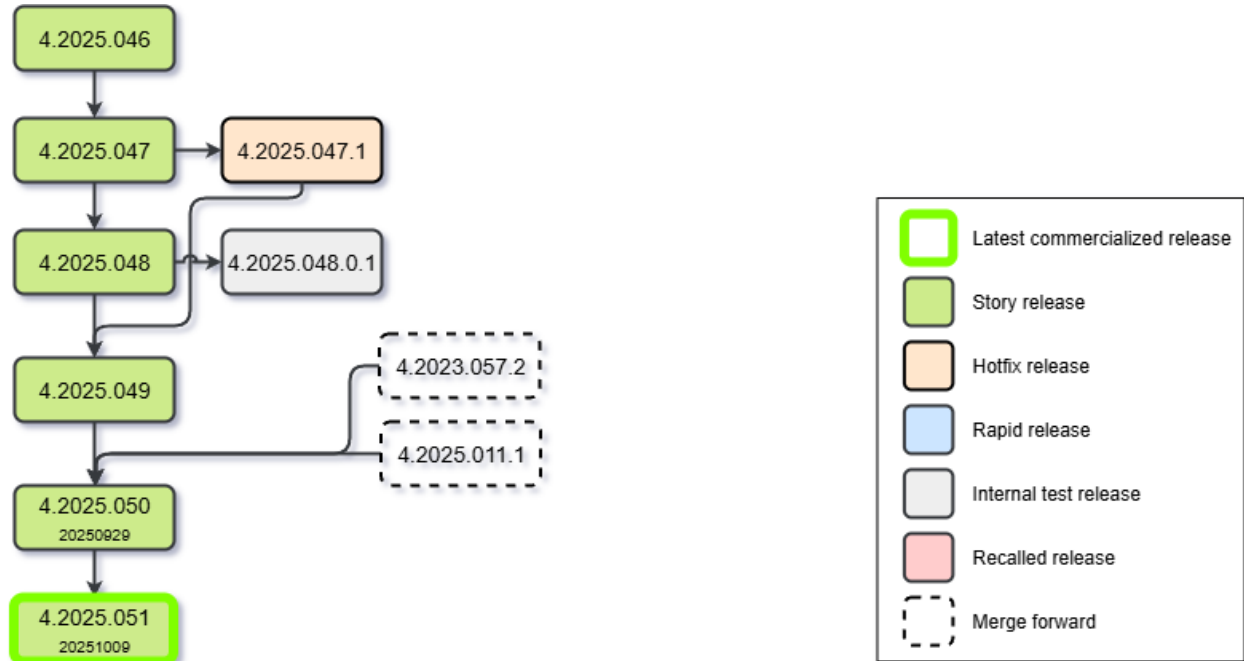 4.2025.046
4.2025.047
4.2025.047.1
4.2025.048
4.2025.048.0.1
4.2025.049
4.2023.057.2
4.2025.011.1
4.2025.050
20250929
4.2025.051
20251009
Latest commercialized release
Story release
Hotfix release
Rapid release
Internal test release
Recalled release
Merge forward